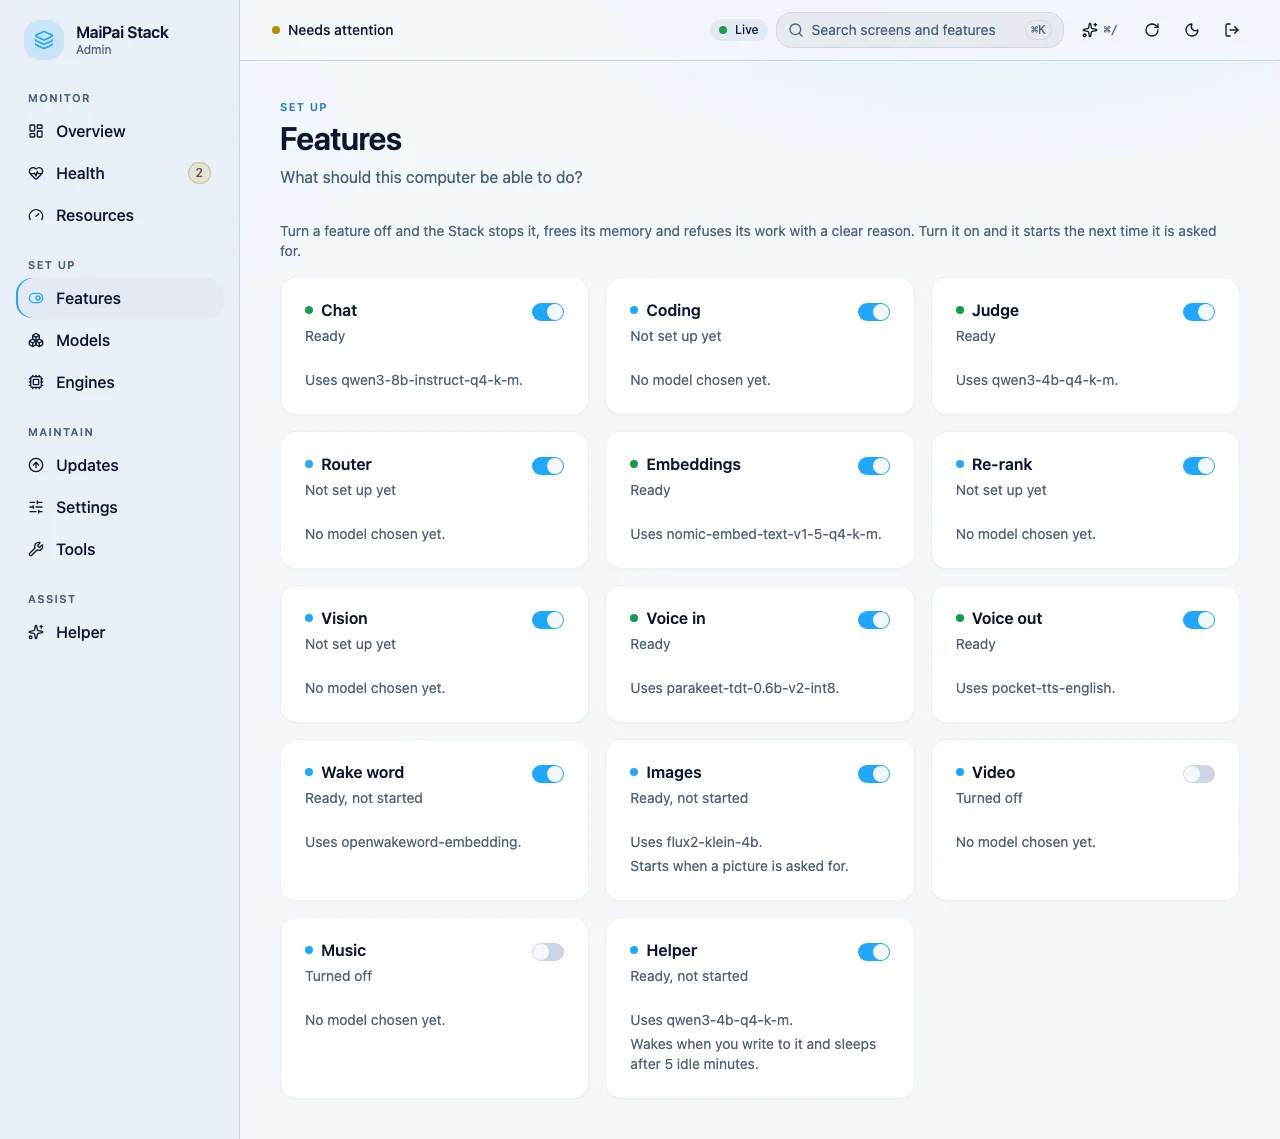 MaiPai Stack
Admin
Needs attention
Live
Search screens and features
⌘K
⌘/
MONITOR
Overview
Health
2
Resources
SET UP
Features
Models
Engines
MAINTAIN
Updates
Settings
Tools
ASSIST
Helper
SET UP
Features
What should this computer be able to do?
Turn a feature off and the Stack stops it, frees its memory and refuses its work with a clear reason. Turn it on and it starts the next time it is asked
for.
Chat
Ready
Uses qwen3-8b-instruct-q4-k-m.
Coding
Not set up yet
No model chosen yet.
Judge
Ready
Uses qwen3-4b-q4-k-m.
Router
Not set up yet
No model chosen yet.
Embeddings
Ready
Uses nomic-embed-text-v1-5-q4-k-m.
Re-rank
Not set up yet
No model chosen yet.
Vision
Not set up yet
No model chosen yet.
Voice in
Ready
Uses parakeet-tdt-0.6b-v2-int8.
Voice out
Ready
Uses pocket-tts-english.
Wake word
Ready, not started
Uses openwakeword-embedding.
Images
Ready, not started
Uses flux2-klein-4b.
Starts when a picture is asked for.
Video
Turned off
No model chosen yet.
Music
Turned off
No model chosen yet.
Helper
Ready, not started
Uses qwen3-4b-q4-k-m.
Wakes when you write to it and sleeps
after 5 idle minutes.